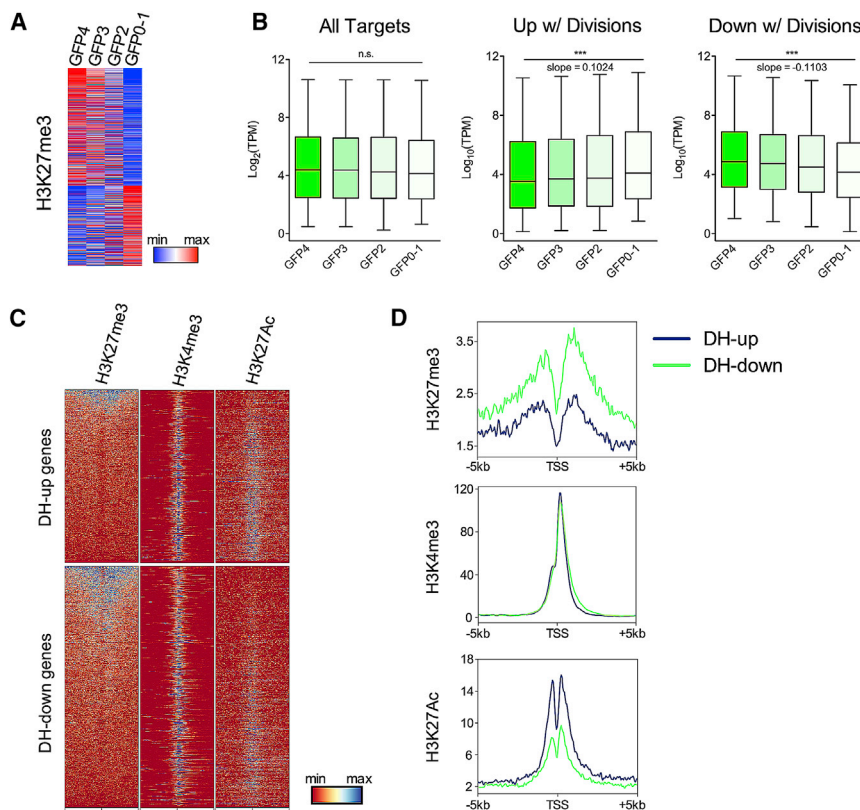 A
GFP4
GFP3
GFP2
GFP0-1
H3K27me3
min max
B
All Targets
n.s.
Log2(TPM)
12
8
4
0
GFP4
GFP3
GFP2
GFP0-1
Up w/ Divisions
***
slope = 0.1024
Log10(TPM)
12
8
4
0
GFP4
GFP3
GFP2
GFP0-1
Down w/ Divisions
***
slope = -0.1103
Log10(TPM)
12
8
4
0
GFP4
GFP3
GFP2
GFP0-1
C
H3K27me3
H3K4me3
H3K27Ac
DH-up genes
DH-down genes
min max
D
DH-up
DH-down
H3K27me3
3.5
2.5
1.5
-5kb TSS +5kb
H3K4me3
120
80
40
0
-5kb TSS +5kb
H3K27Ac
18
14
10
6
2
-5kb TSS +5kb